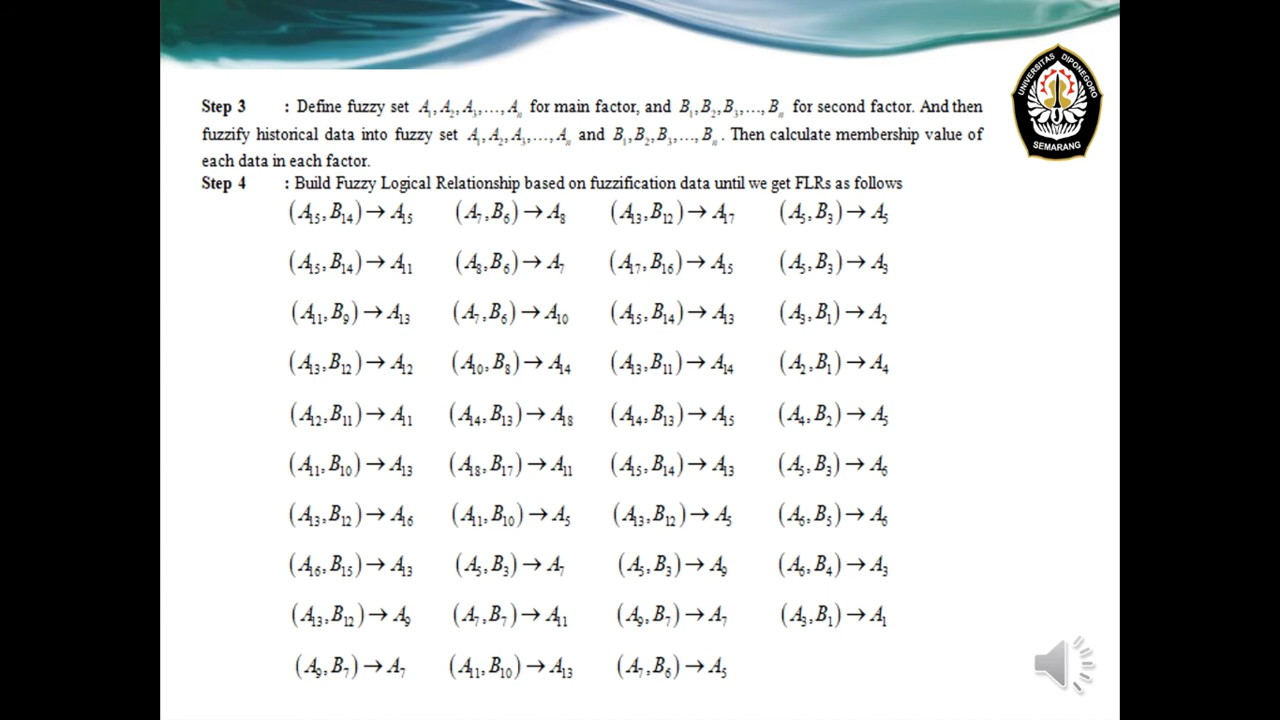 Step 3 : Define fuzzy set A₁, A₂, A₃, …, Aₙ for main factor, and B₁, B₂, B₃, …, Bₙ for second factor. And then
fuzzify historical data into fuzzy set A₁, A₂, A₃, …, Aₙ and B₁, B₂, B₃, …, Bₙ. Then calculate membership value of
each data in each factor.
Step 4 : Build Fuzzy Logical Relationship based on fuzzification data until we get FLRs as follows
(A₁₅, B₁₄) → A₁₅ (A₇, B₆) → A₈ (A₁₃, B₁₂) → A₁₇ (A₅, B₃) → A₅
(A₁₅, B₁₄) → A₁₁ (A₈, B₆) → A₇ (A₁₇, B₁₆) → A₁₅ (A₅, B₃) → A₃
(A₁₁, B₉) → A₁₃ (A₇, B₆) → A₁₀ (A₁₅, B₁₄) → A₁₃ (A₃, B₁) → A₂
(A₁₃, B₁₂) → A₁₂ (A₁₀, B₈) → A₁₄ (A₁₃, B₁₁) → A₁₄ (A₂, B₁) → A₄
(A₁₂, B₁₁) → A₁₁ (A₁₄, B₁₃) → A₁₈ (A₁₄, B₁₃) → A₁₅ (A₄, B₂) → A₅
(A₁₁, B₁₀) → A₁₃ (A₁₈, B₁₇) → A₁₁ (A₁₅, B₁₄) → A₁₃ (A₅, B₃) → A₆
(A₁₃, B₁₂) → A₁₆ (A₁₁, B₁₀) → A₅ (A₁₃, B₁₂) → A₅ (A₆, B₅) → A₆
(A₁₆, B₁₅) → A₁₃ (A₅, B₃) → A₇ (A₅, B₃) → A₉ (A₆, B₄) → A₃
(A₁₃, B₁₂) → A₉ (A₇, B₇) → A₁₁ (A₉, B₇) → A₇ (A₃, B₁) → A₁
(A₉, B₇) → A₇ (A₁₁, B₁₀) → A₁₃ (A₇, B₆) → A₅
UNIVERSITAS DIPONEGORO
SEMARANG